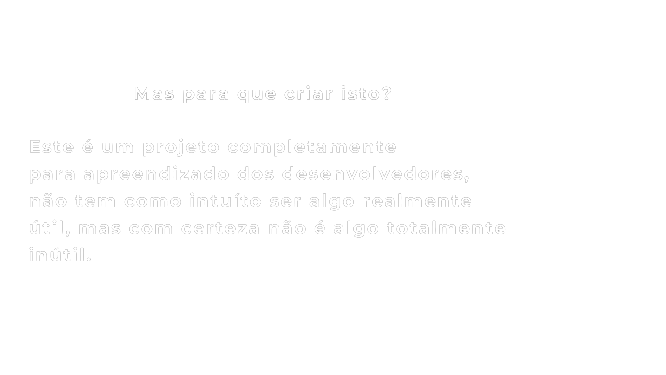 Mas para que criar isto?
Este é um projeto completamente
para apreendizado dos desenvolvedores,
não tem como intuíto ser algo realmente
útil, mas com certeza não é algo totalmente
inútil.